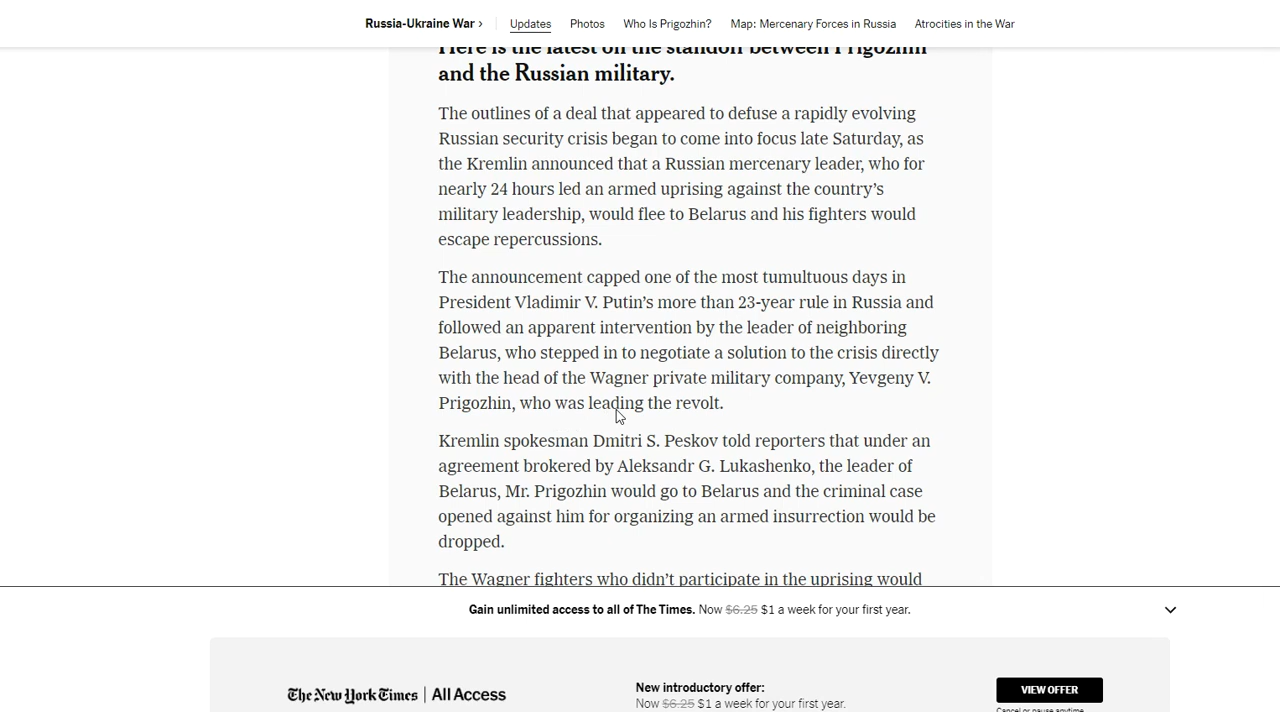 Russia-Ukraine War › Updates Photos Who Is Prigozhin? Map: Mercenary Forces in Russia Atrocities in the War
Here is the latest on the standoff between Prigozhin
and the Russian military.
The outlines of a deal that appeared to defuse a rapidly evolving
Russian security crisis began to come into focus late Saturday, as
the Kremlin announced that a Russian mercenary leader, who for
nearly 24 hours led an armed uprising against the country’s
military leadership, would flee to Belarus and his fighters would
escape repercussions.
The announcement capped one of the most tumultuous days in
President Vladimir V. Putin’s more than 23-year rule in Russia and
followed an apparent intervention by the leader of neighboring
Belarus, who stepped in to negotiate a solution to the crisis directly
with the head of the Wagner private military company, Yevgeny V.
Prigozhin, who was leading the revolt.
Kremlin spokesman Dmitri S. Peskov told reporters that under an
agreement brokered by Aleksandr G. Lukashenko, the leader of
Belarus, Mr. Prigozhin would go to Belarus and the criminal case
opened against him for organizing an armed insurrection would be
dropped.
The Wagner fighters who didn’t participate in the uprising would
Gain unlimited access to all of The Times. Now $6.25 $1 a week for your first year.
The New York Times | All Access
New introductory offer:
Now $6.25 $1 a week for your first year.
VIEW OFFER
Cancel or pause anytime